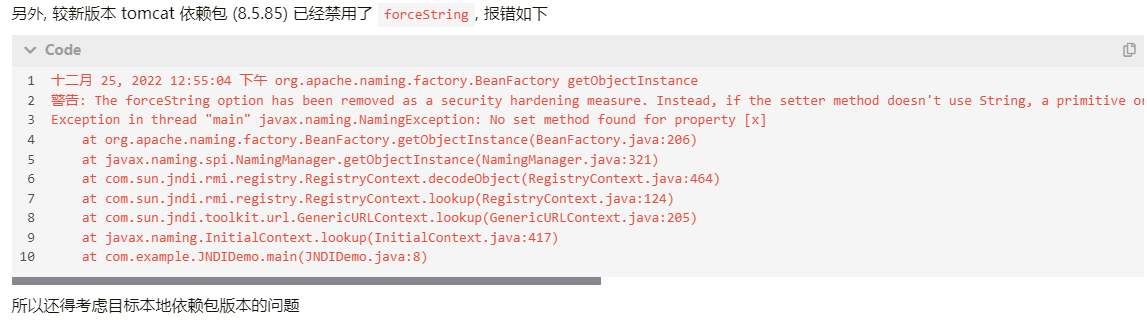 另外, 较新版本 tomcat 依赖包 (8.5.85) 已经禁用了 forceString , 报错如下
Code
1 十二月 25, 2022 12:55:04 下午 org.apache.naming.factory.BeanFactory getObjectInstance
2 警告: The forceString option has been removed as a security hardening measure. Instead, if the setter method doesn't use String, a primitive or
3 Exception in thread "main" javax.naming.NamingException: No set method found for property [x]
4 at org.apache.naming.factory.BeanFactory.getObjectInstance(BeanFactory.java:206)
5 at javax.naming.spi.NamingManager.getObjectInstance(NamingManager.java:321)
6 at com.sun.jndi.rmi.registry.RegistryContext.decodeObject(RegistryContext.java:464)
7 at com.sun.jndi.rmi.registry.RegistryContext.lookup(RegistryContext.java:124)
8 at com.sun.jndi.toolkit.url.GenericURLContext.lookup(GenericURLContext.java:205)
9 at javax.naming.InitialContext.lookup(InitialContext.java:417)
10 at com.example.JNDIDemo.main(JNDIDemo.java:8)
所以还得考虑目标本地依赖包版本的问题